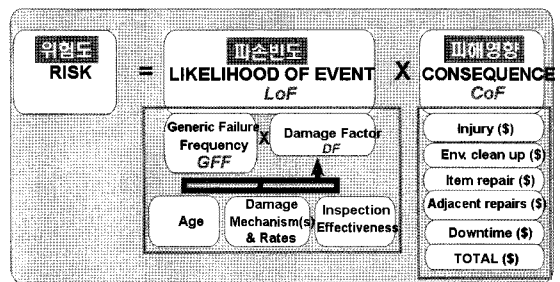 위험도
RISK
=
파손빈도
LIKELIHOOD OF EVENT
LoF
X
피해영향
CONSEQUENCE
CoF
Generic Failure
Frequency
GFF
X
Damage Factor
DF
Age
Damage
Mechanism(s)
& Rates
Inspection
Effectiveness
Injury ($)
Env. clean up ($)
Item repair ($)
Adjacent repairs ($)
Downtime ($)
TOTAL ($)